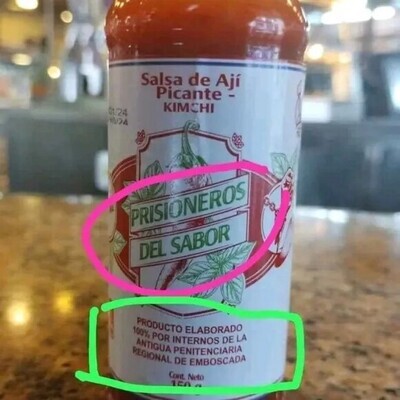 Salsa de Ají
Picante -
KIMCHI
PRISIONEROS
DEL SABOR
PRODUCTO ELABORADO
100% POR INTERNOS DE LA
ANTIGUA PENITENCIARIA
REGIONAL DE EMBOSCADA
Cont. Neto
150 g